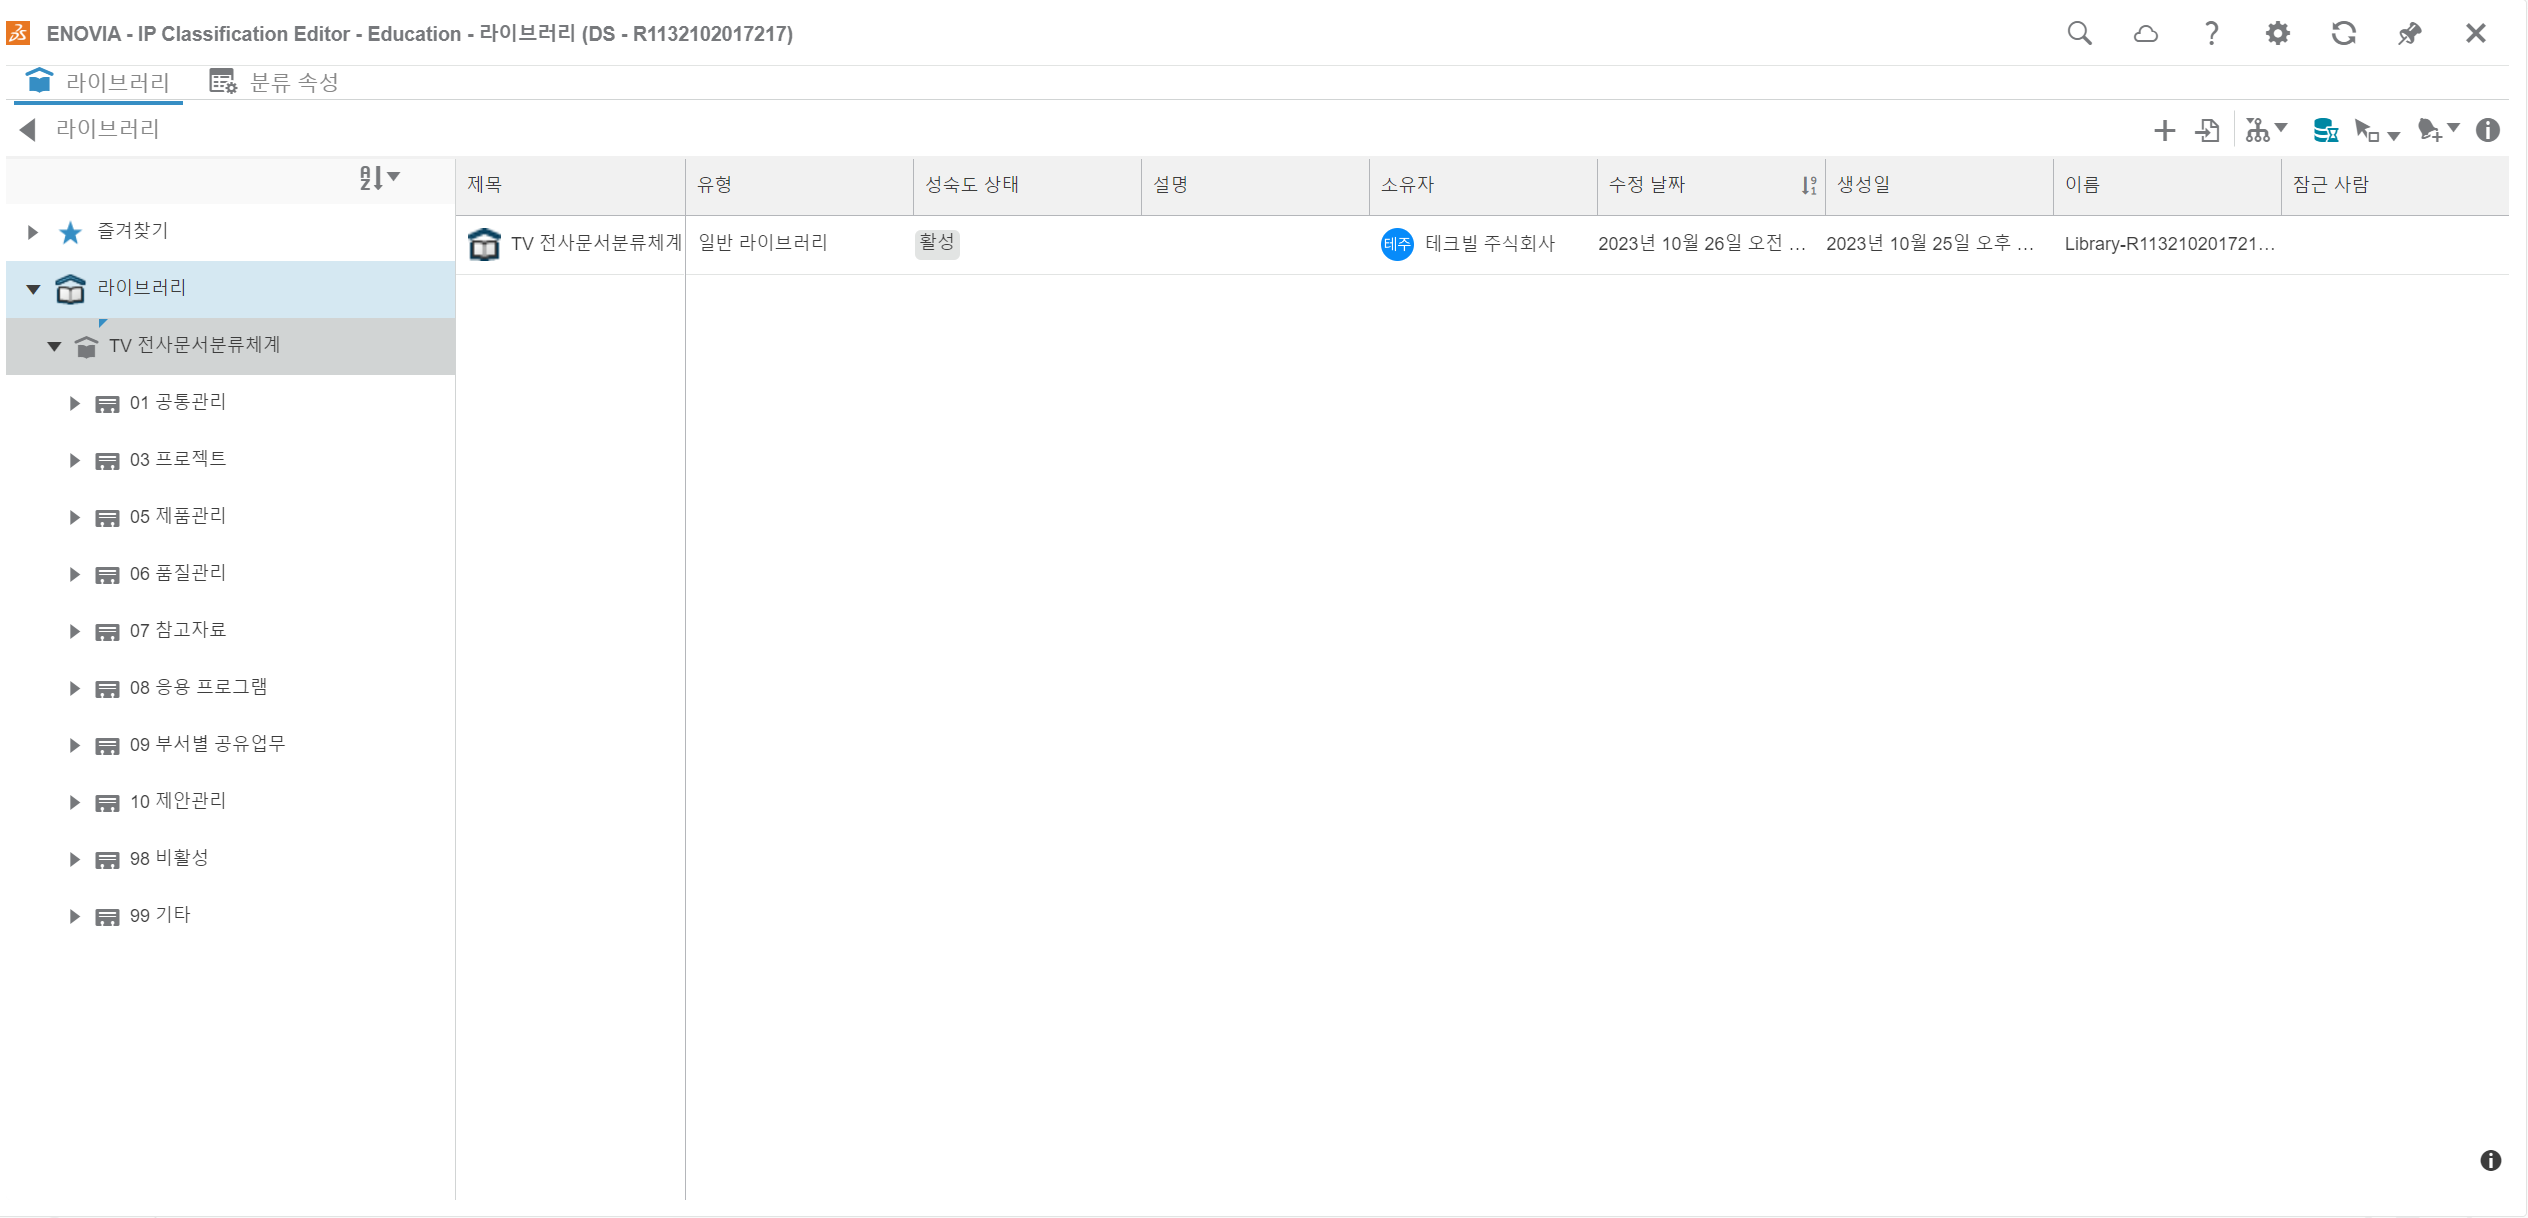 ENOVIA - IP Classification Editor - Education - 라이브러리 (DS - R1132102017217)
라이브러리 분류 속성
라이브러리
제목 유형 성숙도 상태 설명 소유자 수정 날짜 생성일 이름 잠근 사람
TV 전사문서분류체계 일반 라이브러리 활성 테주 테크빌 주식회사 2023년 10월 26일 오전 ... 2023년 10월 25일 오후 ... Library-R113210201721...
즐겨찾기
라이브러리
TV 전사문서분류체계
01 공통관리
03 프로젝트
05 제품관리
06 품질관리
07 참고자료
08 응용 프로그램
09 부서별 공유업무
10 제안관리
98 비활성
99 기타